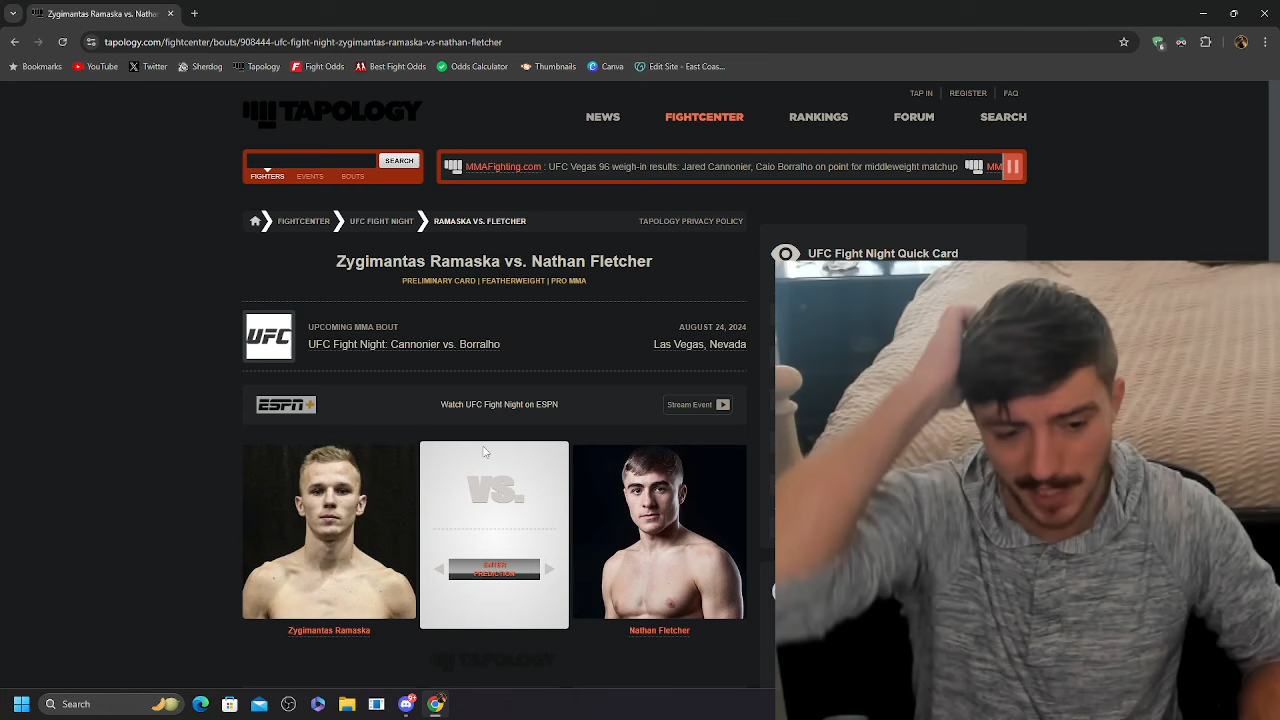 Zygimantas Ramaska vs. Nathan
tapology.com/fightcenter/bouts/908444-ufc-fight-night-zygimantas-ramaska-vs-nathan-fletcher
Bookmarks YouTube Twitter Sherdog Tapology Fight Odds Best Fight Odds Odds Calculator Thumbnails Canva Edit Site - East Coas...
TAP IN REGISTER FAQ
TAPOLOGY
NEWS FIGHTCENTER RANKINGS FORUM SEARCH
SEARCH
FIGHTERS EVENTS BOUTS
MMAFighting.com : UFC Vegas 96 weigh-in results: Jared Cannonier, Caio Borralho on point for middleweight matchup MM
FIGHTCENTER UFC FIGHT NIGHT RAMASKA VS. FLETCHER TAPOLOGY PRIVACY POLICY
UFC Fight Night Quick Card
Zygimantas Ramaska vs. Nathan Fletcher
PRELIMINARY CARD | FEATHERWEIGHT | PRO MMA
UFC
UPCOMING MMA BOUT AUGUST 24, 2024
UFC Fight Night: Cannonier vs. Borralho Las Vegas, Nevada
ESPN+ Watch UFC Fight Night on ESPN Stream Event
VS.
ENTER
PREDICTION
Zygimantas Ramaska Nathan Fletcher
TAPOLOGY
Search